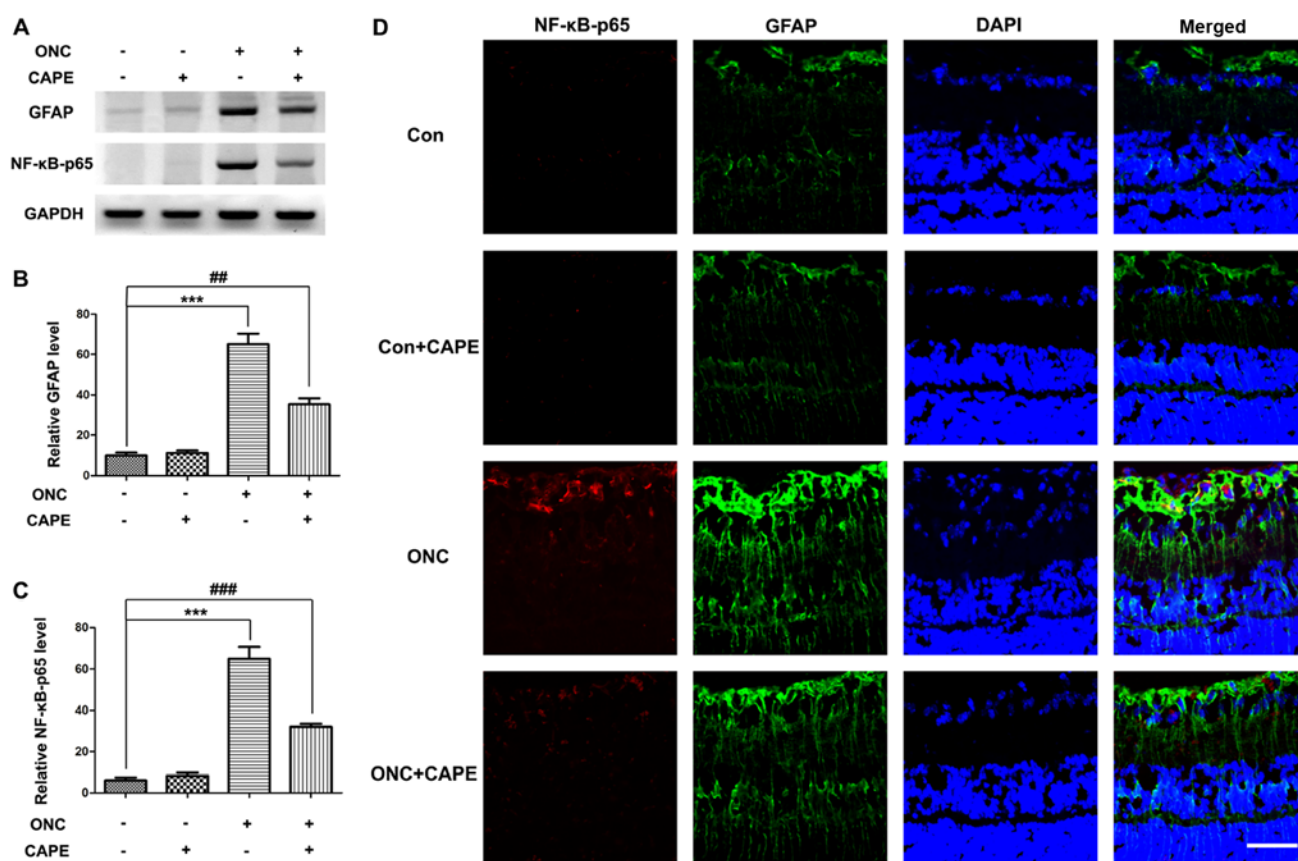 A
ONC - - + +
CAPE - + - +
GFAP
NF-κB-p65
GAPDH
B
##
***
Relative GFAP level
80
60
40
20
0
ONC - - + +
CAPE - + - +
C
###
***
Relative NF-κB-p65 level
80
60
40
20
0
ONC - - + +
CAPE - + - +
D
NF-κB-p65 GFAP DAPI Merged
Con
Con+CAPE
ONC
ONC+CAPE